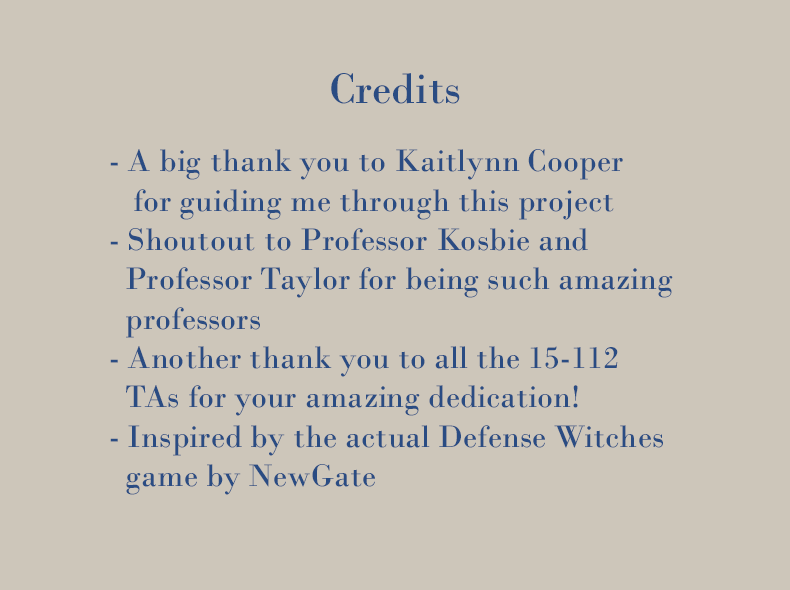 Credits
- A big thank you to Kaitlynn Cooper
for guiding me through this project
- Shoutout to Professor Kosbie and
Professor Taylor for being such amazing
professors
- Another thank you to all the 15-112
TAs for your amazing dedication!
- Inspired by the actual Defense Witches
game by NewGate